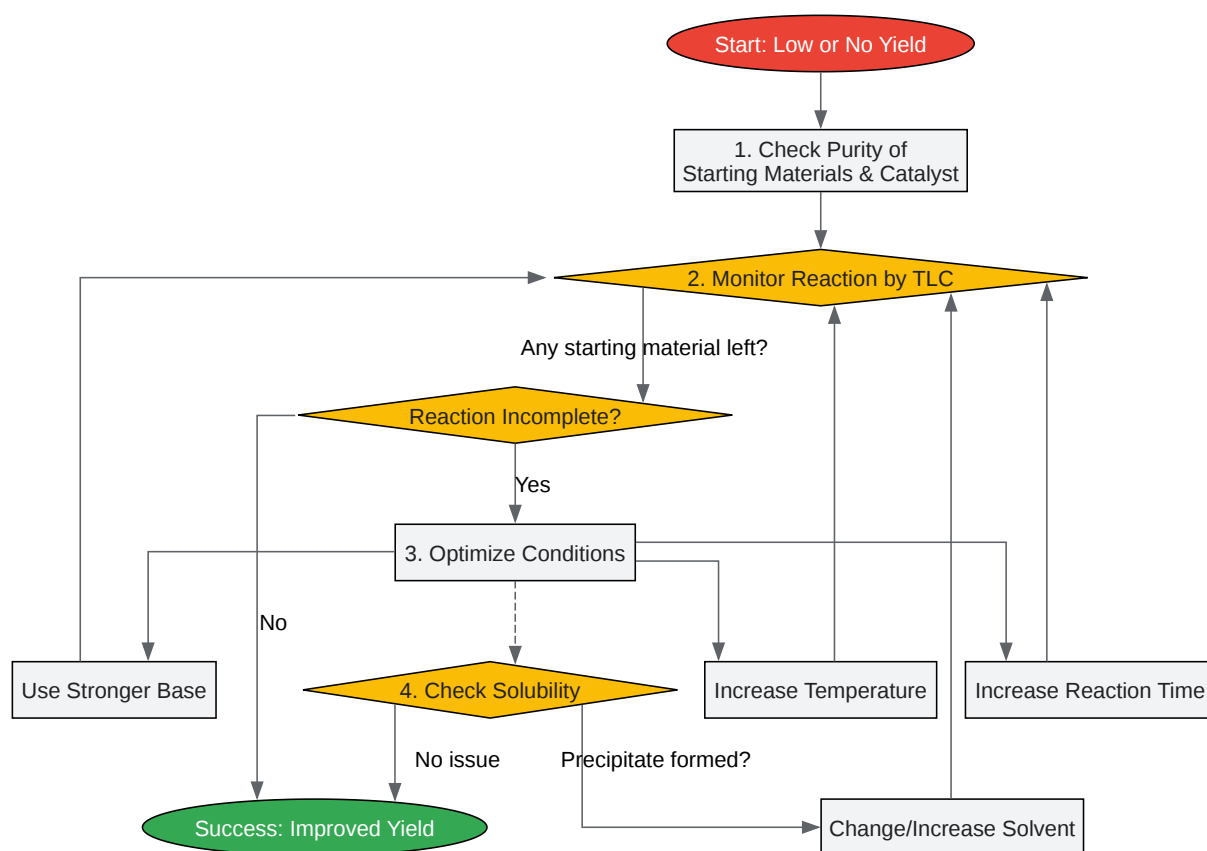 Start: Low or No Yield
1. Check Purity of
Starting Materials & Catalyst
2. Monitor Reaction by TLC
Any starting material left?
Reaction Incomplete?
Yes
3. Optimize Conditions
No
Use Stronger Base
4. Check Solubility
Increase Temperature
Increase Reaction Time
No issue
Precipitate formed?
Success: Improved Yield
Change/Increase Solvent